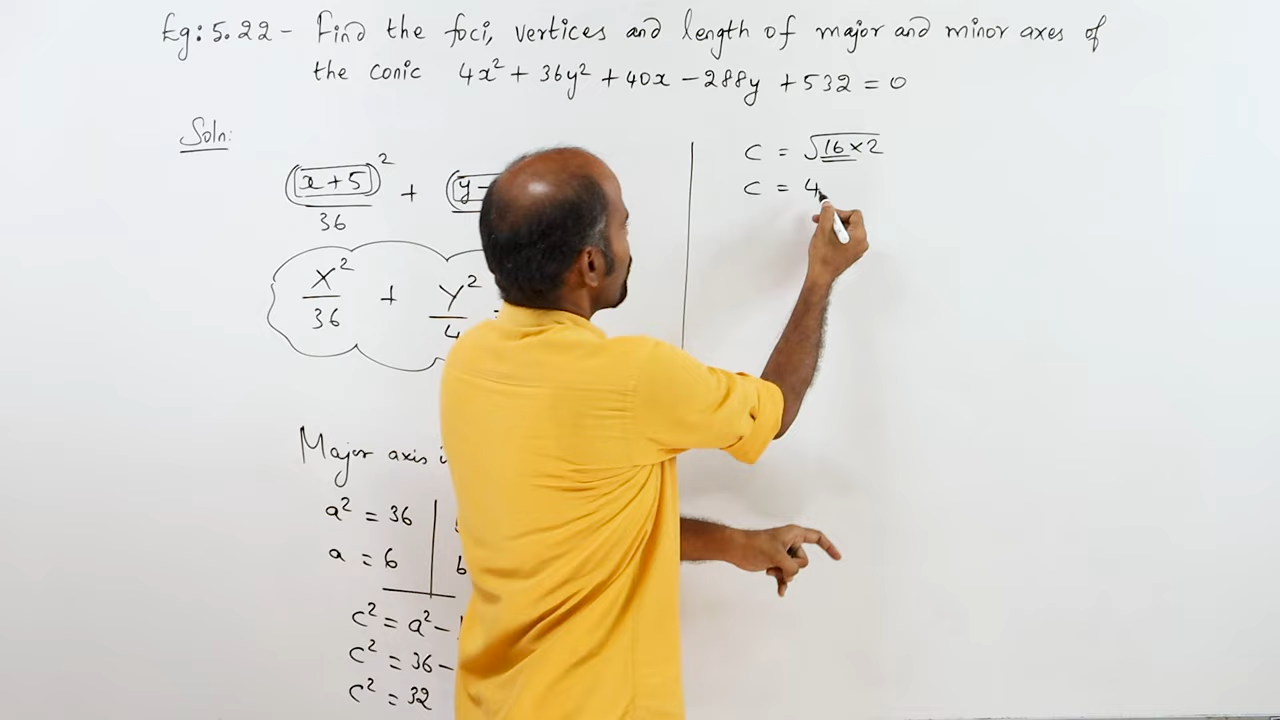 Eg: 5.22 - Find the foci, vertices and length of major and minor axes of
the conic 4x² + 36y² + 40x - 288y + 532 = 0
Soln:
(x + 5)²/36 + (y -
X²/36 + Y²/4
Major axis
a² = 36
a = 6
b
c² = a² -
c² = 36 -
c² = 32
c = √16×2
c = 4